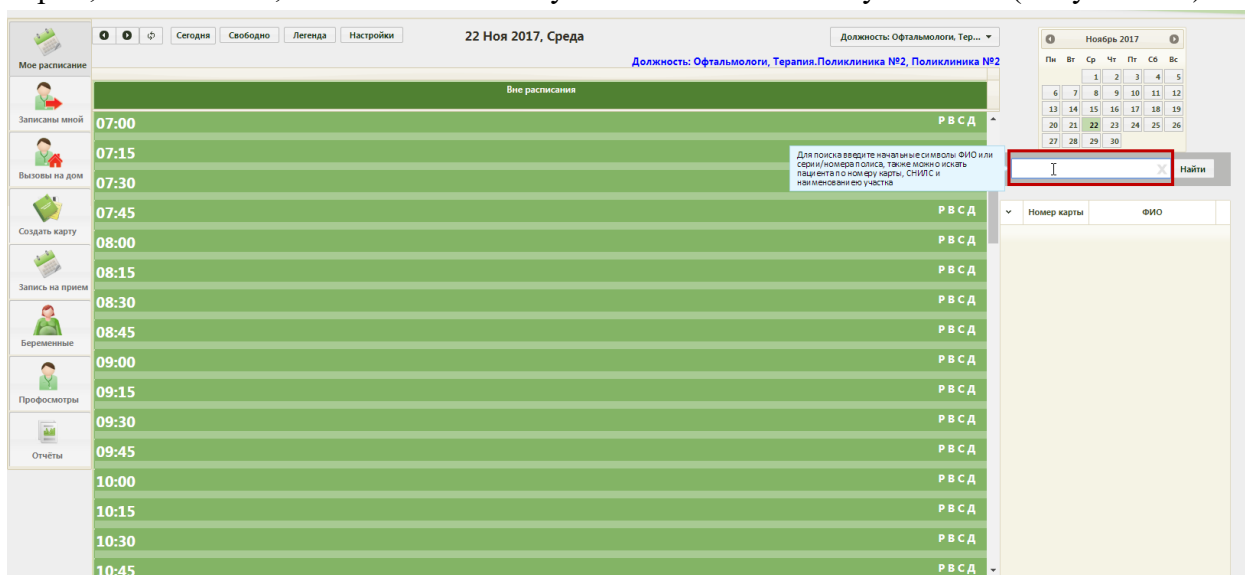 Мое расписание
Записаны мной
Вызовы на дом
Создать карту
Запись на прием
Беременные
Профосмотры
Отчёты
Сегодня Свободно Легенда Настройки
22 Ноя 2017, Среда
Должность: Офтальмологи, Тер...
Должность: Офтальмологи, Терапия.Поликлиника №2, Поликлиника №2
Вне расписания
07:00 Р В С Д
07:15
07:30
07:45 Р В С Д
08:00 Р В С Д
08:15 Р В С Д
08:30 Р В С Д
08:45 Р В С Д
09:00 Р В С Д
09:15 Р В С Д
09:30 Р В С Д
09:45 Р В С Д
10:00 Р В С Д
10:15 Р В С Д
10:30 Р В С Д
10:45 Р В С Д
Для поиска введите начальные символы ФИО или
серии/номера полиса, также можно искать
пациента по номеру карты, СНИЛС и
наименованию участка
Ноябрь 2017
Пн Вт Ср Чт Пт Сб Вс
1 2 3 4 5
6 7 8 9 10 11 12
13 14 15 16 17 18 19
20 21 22 23 24 25 26
27 28 29 30
X Найти
Номер карты ФИО